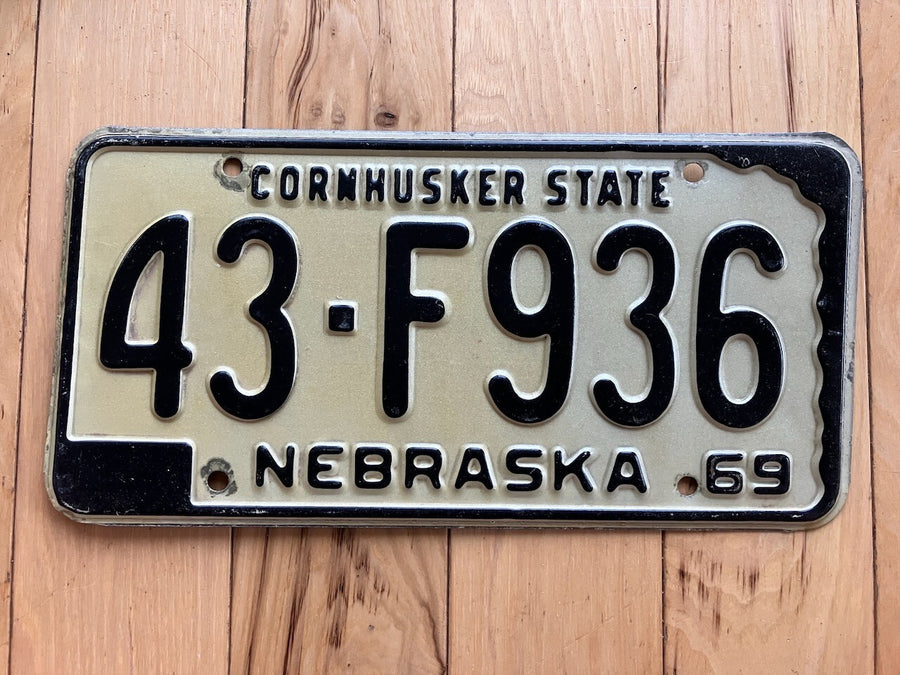 CORNHUSKER STATE
43·F936
NEBRASKA 69